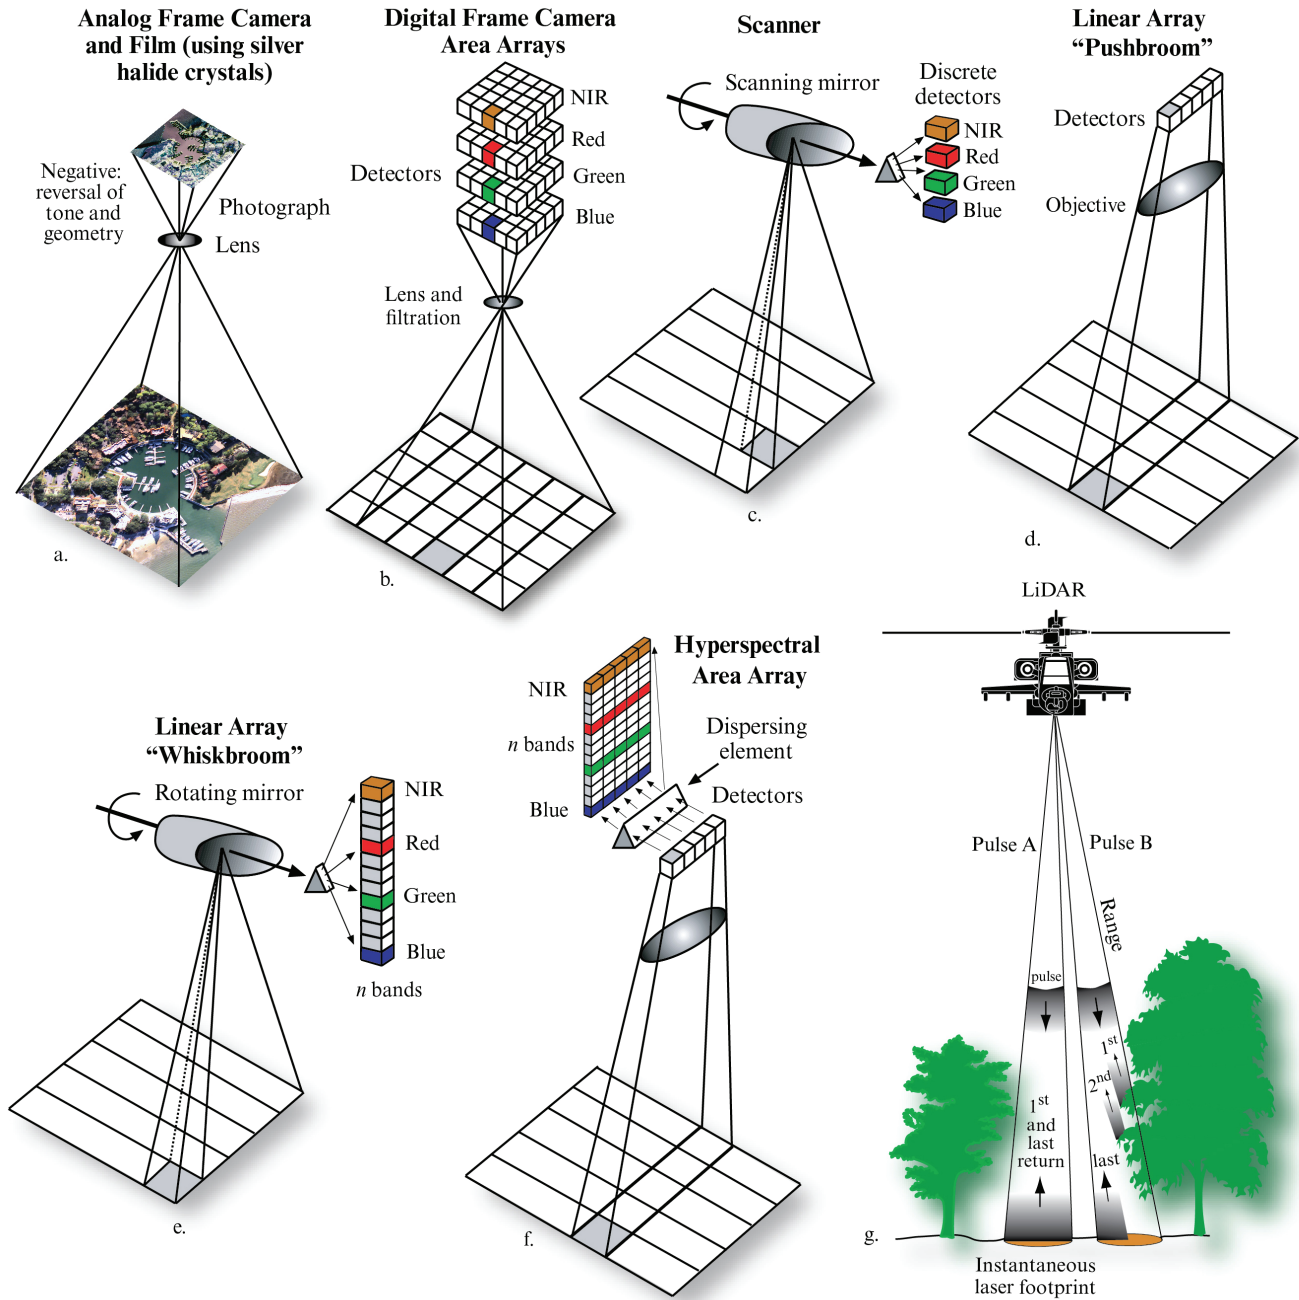 Analog Frame Camera
and Film (using silver
halide crystals)
Negative:
reversal of
tone and
geometry
Photograph
Lens
a.
Digital Frame Camera
Area Arrays
NIR
Red
Detectors
Green
Blue
Lens and
filtration
b.
Scanner
Scanning mirror
Discrete
detectors
NIR
Red
Green
Blue
c.
Linear Array
“Pushbroom”
Detectors
Objective
d.
Linear Array
“Whiskbroom”
Rotating mirror
NIR
Red
Green
Blue
n bands
e.
Hyperspectral
Area Array
NIR
Dispersing
element
n bands
Detectors
Blue
f.
LiDAR
Pulse A
Pulse B
Range
pulse
1st
2nd
1st
and
last
return
last
g.
Instantaneous
laser footprint